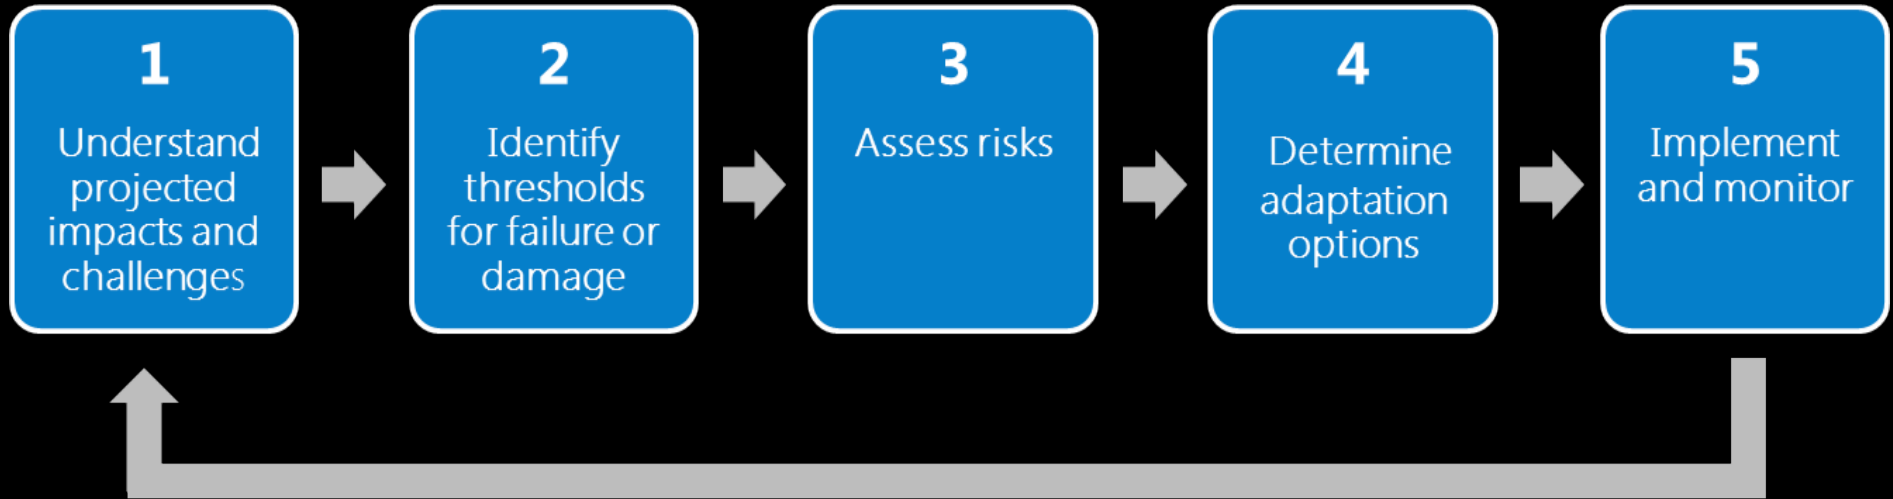 1
Understand
projected
impacts and
challenges
2
Identify
thresholds
for failure or
damage
3
Assess risks
4
Determine
adaptation
options
5
Implement
and monitor